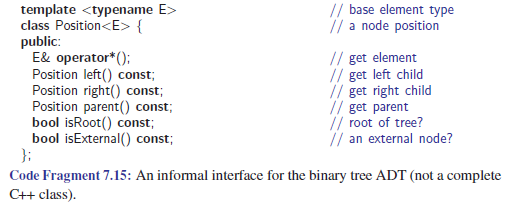 template <typename E> // base element type
class Position<E> { // a node position
public:
E& operator*(); // get element
Position left() const; // get left child
Position right() const; // get right child
Position parent() const; // get parent
bool isRoot() const; // root of tree?
bool isExternal() const; // an external node?
};
Code Fragment 7.15: An informal interface for the binary tree ADT (not a complete
C++ class).